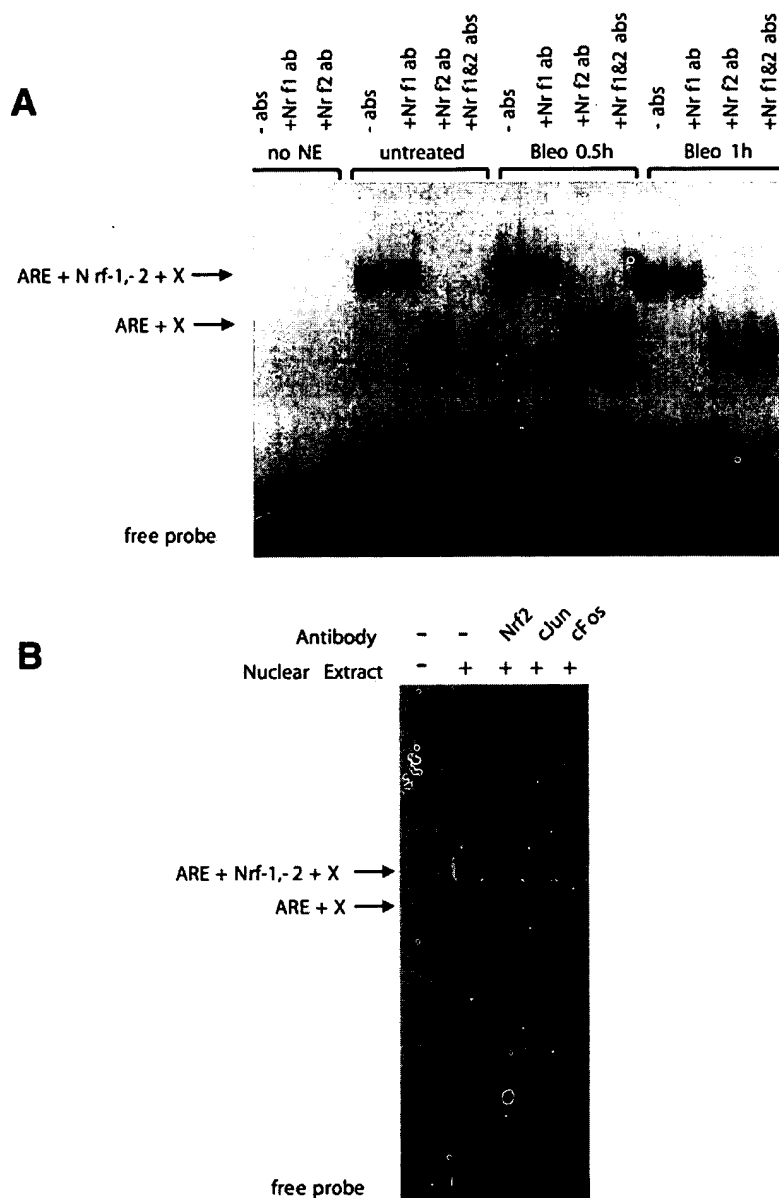 A
- abs
+Nr f1 ab
+Nr f2 ab
- abs
+Nr f1 ab
+Nr f2 ab
+Nr f1&2 abs
- abs
+Nr f1 ab
+Nr f2 ab
+Nr f1&2 abs
- abs
+Nr f1 ab
+Nr f2 ab
+Nr f1&2 abs
no NE untreated Bleo 0.5h Bleo 1h
ARE + N rf-1,- 2 + X
ARE + X
free probe
B
Antibody - - Nrf2 cJun cFos
Nuclear Extract - + + + +
ARE + Nrf-1,- 2 + X
ARE + X
free probe